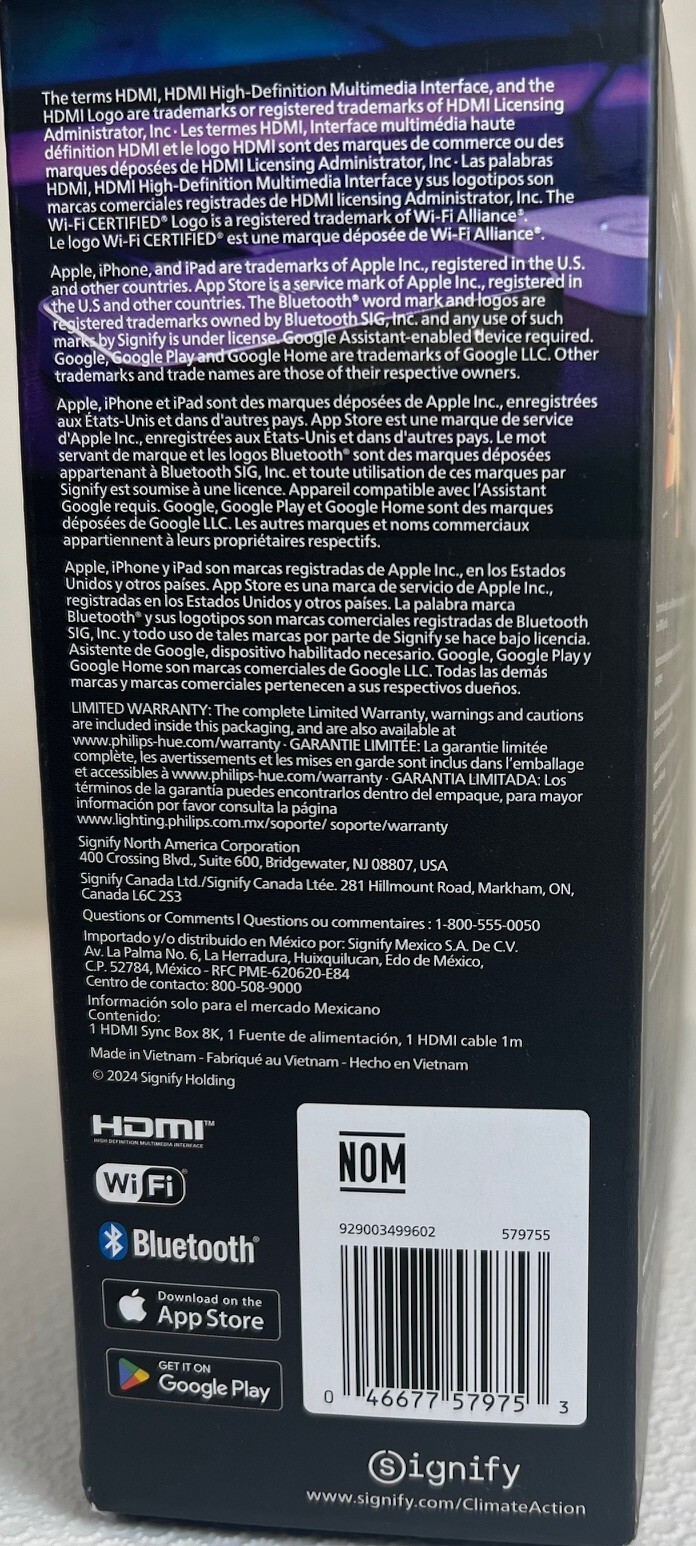 The terms HDMI, HDMI High-Definition Multimedia Interface, and the
HDMI Logo are trademarks or registered trademarks of HDMI Licensing
Administrator, Inc · Les termes HDMI, Interface multimédia haute
définition HDMI et le logo HDMI sont des marques de commerce ou des
marques déposées de HDMI Licensing Administrator, Inc · Las palabras
HDMI, HDMI High-Definition Multimedia Interface y sus logotipos son
marcas comerciales registrades de HDMI licensing Administrator, Inc. The
Wi-Fi CERTIFIED® Logo is a registered trademark of Wi-Fi Alliance®.
Le logo Wi-Fi CERTIFIED® est une marque déposée de Wi-Fi Alliance®.
Apple, iPhone, and iPad are trademarks of Apple Inc., registered in the U.S.
and other countries. App Store is a service mark of Apple Inc., registered in
the U.S and other countries. The Bluetooth® word mark and logos are
registered trademarks owned by Bluetooth SIG, Inc. and any use of such
marks by Signify is under license. Google Assistant-enabled device required.
Google, Google Play and Google Home are trademarks of Google LLC. Other
trademarks and trade names are those of their respective owners.
Apple, iPhone et iPad sont des marques déposées de Apple Inc., enregistrées
aux États-Unis et dans d'autres pays. App Store est une marque de service
d'Apple Inc., enregistrées aux États-Unis et dans d'autres pays. Le mot
servant de marque et les logos Bluetooth® sont des marques déposées
appartenant à Bluetooth SIG, Inc. et toute utilisation de ces marques par
Signify est soumise à une licence. Appareil compatible avec l'Assistant
Google requis. Google, Google Play et Google Home sont des marques
déposées de Google LLC. Les autres marques et noms commerciaux
appartiennent à leurs propriétaires respectifs.
Apple, iPhone y iPad son marcas registradas de Apple Inc., en los Estados
Unidos y otros países. App Store es una marca de servicio de Apple Inc.,
registradas en los Estados Unidos y otros países. La palabra marca
Bluetooth® y sus logotipos son marcas comerciales registradas de Bluetooth
SIG, Inc. y todo uso de tales marcas por parte de Signify se hace bajo licencia.
Asistente de Google, dispositivo habilitado necesario. Google, Google Play y
Google Home son marcas comerciales de Google LLC. Todas las demás
marcas y marcas comerciales pertenecen a sus respectivos dueños.
LIMITED WARRANTY: The complete Limited Warranty, warnings and cautions
are included inside this packaging, and are also available at
www.philips-hue.com/warranty · GARANTIE LIMITÉE: La garantie limitée
complète, les avertissements et les mises en garde sont inclus dans l'emballage
et accessibles à www.philips-hue.com/warranty · GARANTIA LIMITADA: Los
términos de la garantía puedes encontrarlos dentro del empaque, para mayor
información por favor consulta la página
www.lighting.philips.com.mx/soporte/ soporte/warranty
Signify North America Corporation
400 Crossing Blvd., Suite 600, Bridgewater, NJ 08807, USA
Signify Canada Ltd./Signify Canada Ltée. 281 Hillmount Road, Markham, ON,
Canada L6C 2S3
Questions or Comments | Questions ou commentaires : 1-800-555-0050
Importado y/o distribuido en México por: Signify Mexico S.A. De C.V.
Av. La Palma No. 6, La Herradura, Huixquilucan, Edo de México,
C.P. 52784, México - RFC PME-620620-E84
Centro de contacto: 800-508-9000
Información solo para el mercado Mexicano
Contenido:
1 HDMI Sync Box 8K, 1 Fuente de alimentación, 1 HDMI cable 1m
Made in Vietnam - Fabriqué au Vietnam - Hecho en Vietnam
© 2024 Signify Holding
HDMI™
HIGH DEFINITION MULTIMEDIA INTERFACE
WiFi®
Bluetooth®
Download on the
App Store
GET IT ON
Google Play
NOM
929003499602 579755
0 46677 57975 3
Signify
www.signify.com/ClimateAction